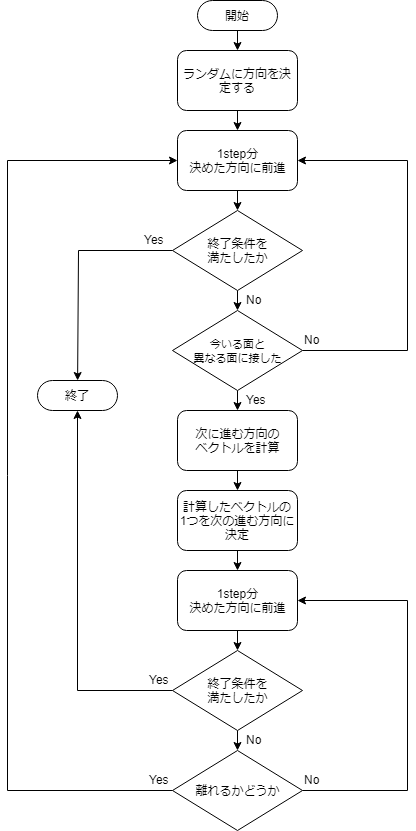 開始
ランダムに方向を決
定する
1step分
決めた方向に前進
Yes
終了条件を
満たしたか
No
今いる面と
異なる面に接した
No
終了
Yes
次に進む方向の
ベクトルを計算
計算したベクトルの
1つを次の進む方向に
決定
1step分
決めた方向に前進
Yes
終了条件を
満たしたか
No
Yes
離れるかどうか
No